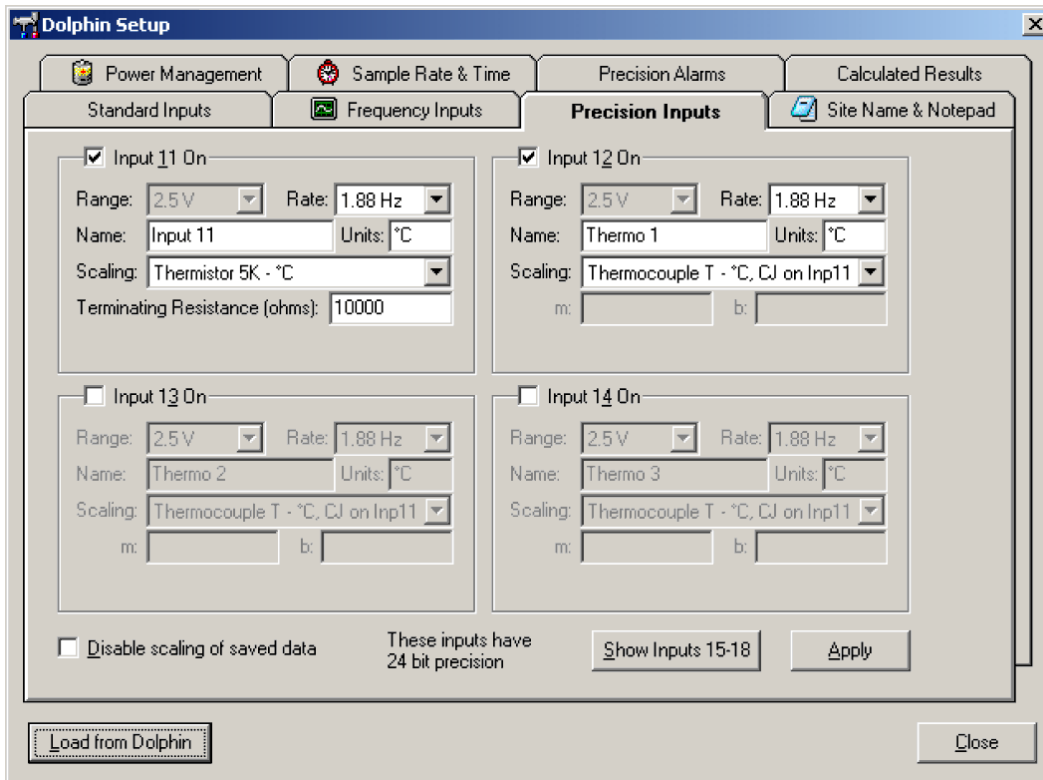 Dolphin Setup
Power Management Sample Rate & Time Precision Alarms Calculated Results
Standard Inputs Frequency Inputs Precision Inputs Site Name & Notepad
Input 11 On
Range: 2.5 V Rate: 1.88 Hz
Name: Input 11 Units: °C
Scaling: Thermistor 5K - °C
Terminating Resistance (ohms): 10000
Input 12 On
Range: 2.5 V Rate: 1.88 Hz
Name: Thermo 1 Units: °C
Scaling: Thermocouple T - °C, CJ on Inp11
m: b:
Input 13 On
Range: 2.5 V Rate: 1.88 Hz
Name: Thermo 2 Units: °C
Scaling: Thermocouple T - °C, CJ on Inp11
m: b:
Input 14 On
Range: 2.5 V Rate: 1.88 Hz
Name: Thermo 3 Units: °C
Scaling: Thermocouple T - °C, CJ on Inp11
m: b:
Disable scaling of saved data
These inputs have
24 bit precision
Show Inputs 15-18
Apply
Load from Dolphin
Close